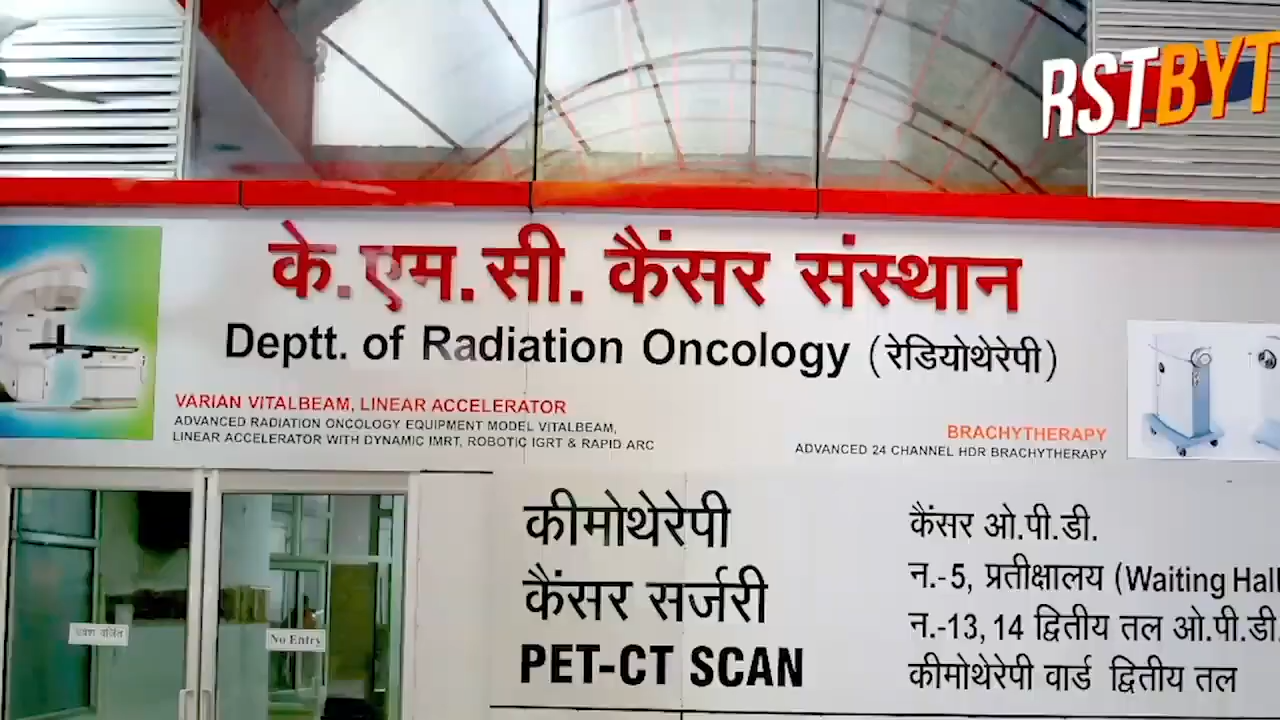 RSTBYT
के.एम.सी. कैंसर संस्थान
Deptt. of Radiation Oncology (रेडियोथेरेपी)
VARIAN VITALBEAM, LINEAR ACCELERATOR
ADVANCED RADIATION ONCOLOGY EQUIPMENT MODEL VITALBEAM,
LINEAR ACCELERATOR WITH DYNAMIC IMRT, ROBOTIC IGRT & RAPID ARC
BRACHYTHERAPY
ADVANCED 24 CHANNEL HDR BRACHYTHERAPY
कीमोथेरेपी
कैंसर सर्जरी
PET-CT SCAN
कैंसर ओ.पी.डी.
न.-5, प्रतीक्षालय (Waiting Hall
न.-13, 14 द्वितीय तल ओ.पी.डी.
कीमोथेरेपी वार्ड द्वितीय तल
प्रवेश वर्जित
No Entry